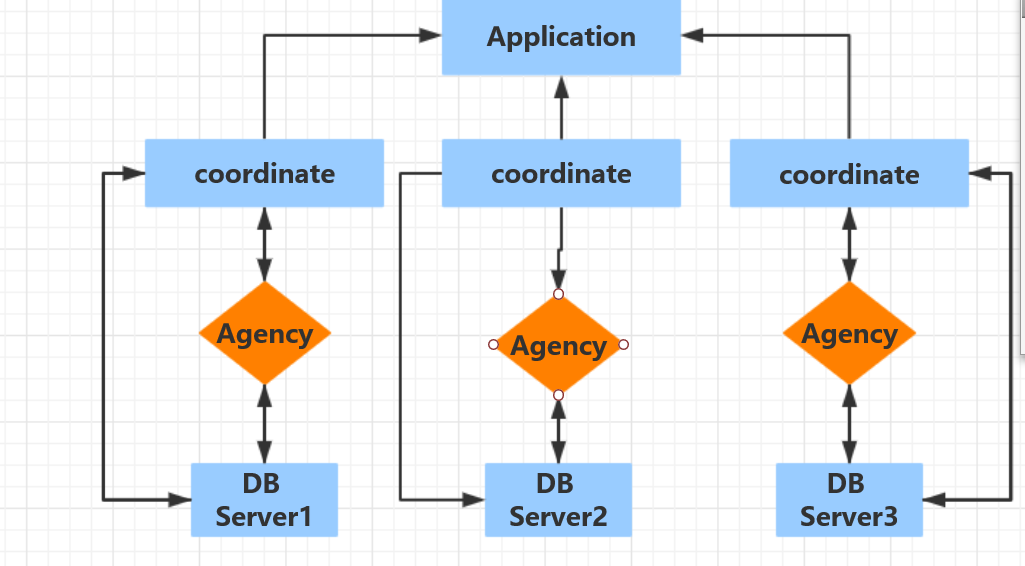 Application
coordinate
coordinate
coordinate
Agency
Agency
Agency
DB
Server1
DB
Server2
DB
Server3